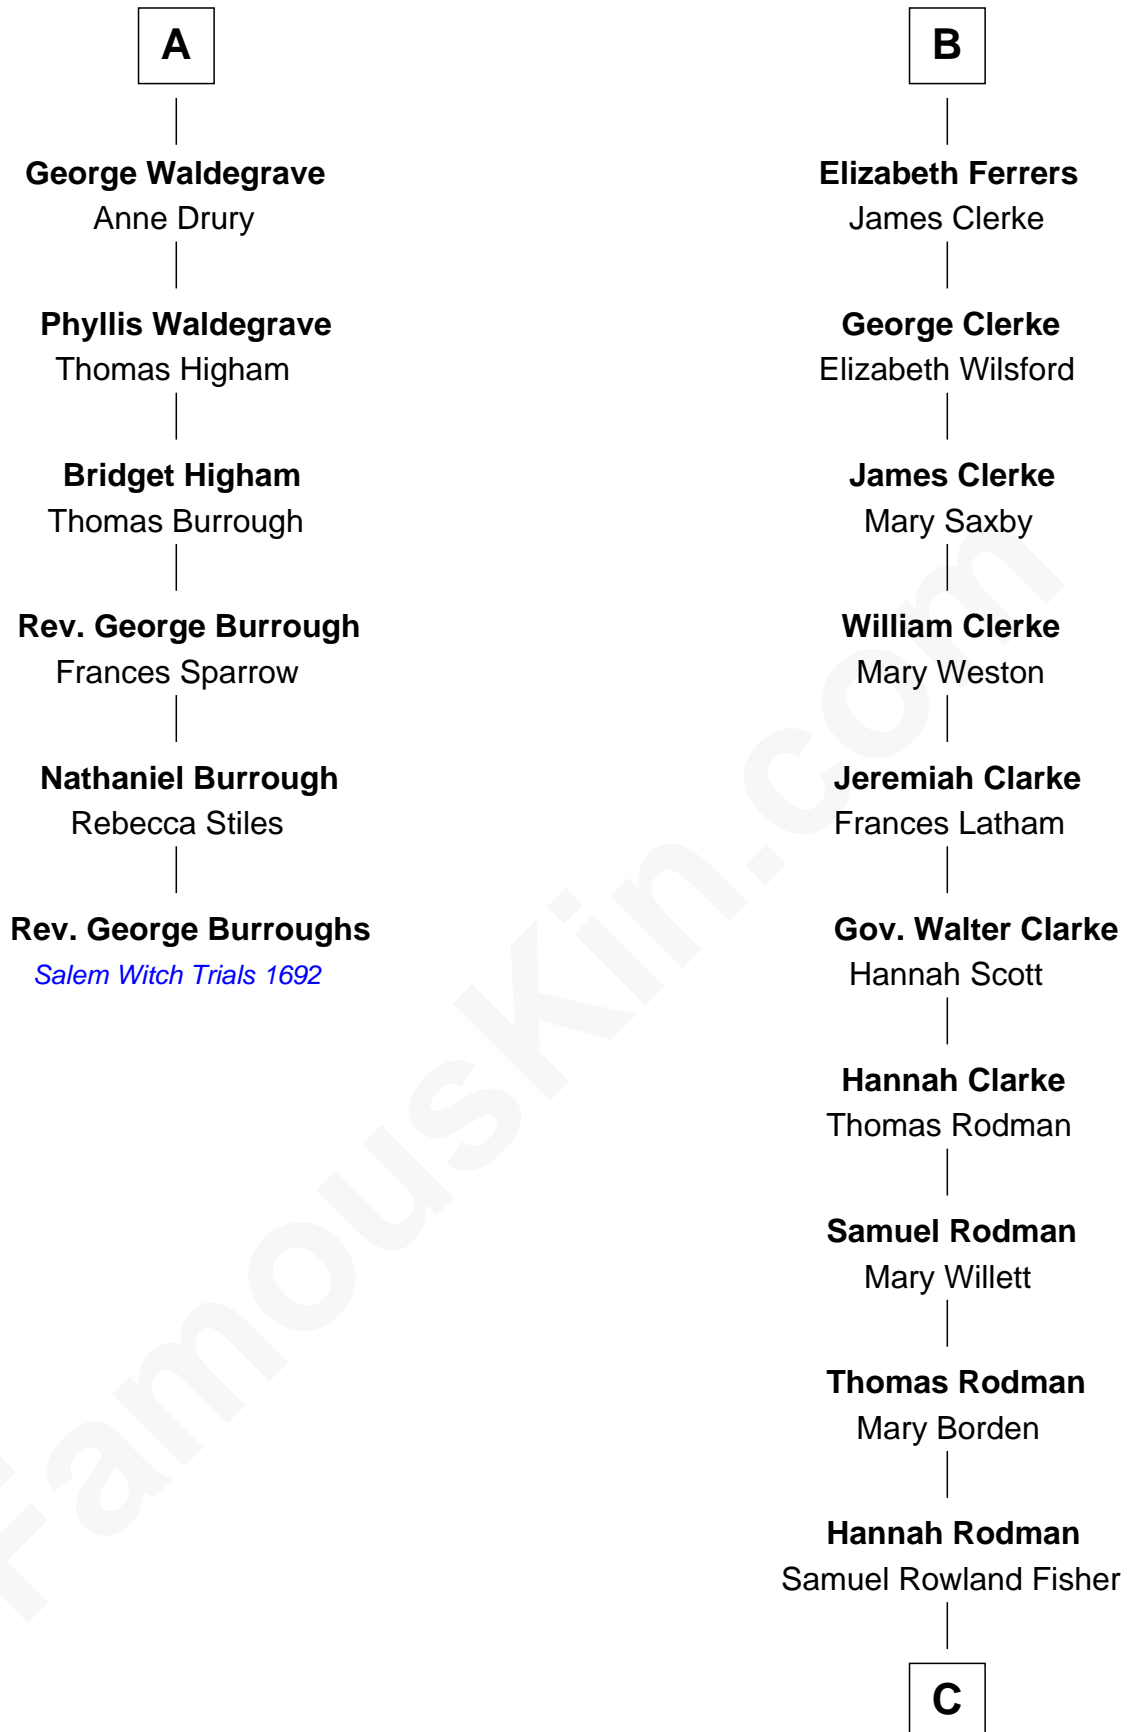 A
George Waldegrave
Anne Drury
Phyllis Waldegrave
Thomas Higham
Bridget Higham
Thomas Burrough
Rev. George Burrough
Frances Sparrow
Nathaniel Burrough
Rebecca Stiles
Rev. George Burroughs
Salem Witch Trials 1692
B
Elizabeth Ferrers
James Clerke
George Clerke
Elizabeth Wilsford
James Clerke
Mary Saxby
William Clerke
Mary Weston
Jeremiah Clarke
Frances Latham
Gov. Walter Clarke
Hannah Scott
Hannah Clarke
Thomas Rodman
Samuel Rodman
Mary Willett
Thomas Rodman
Mary Borden
Hannah Rodman
Samuel Rowland Fisher
C
FamousKin.com